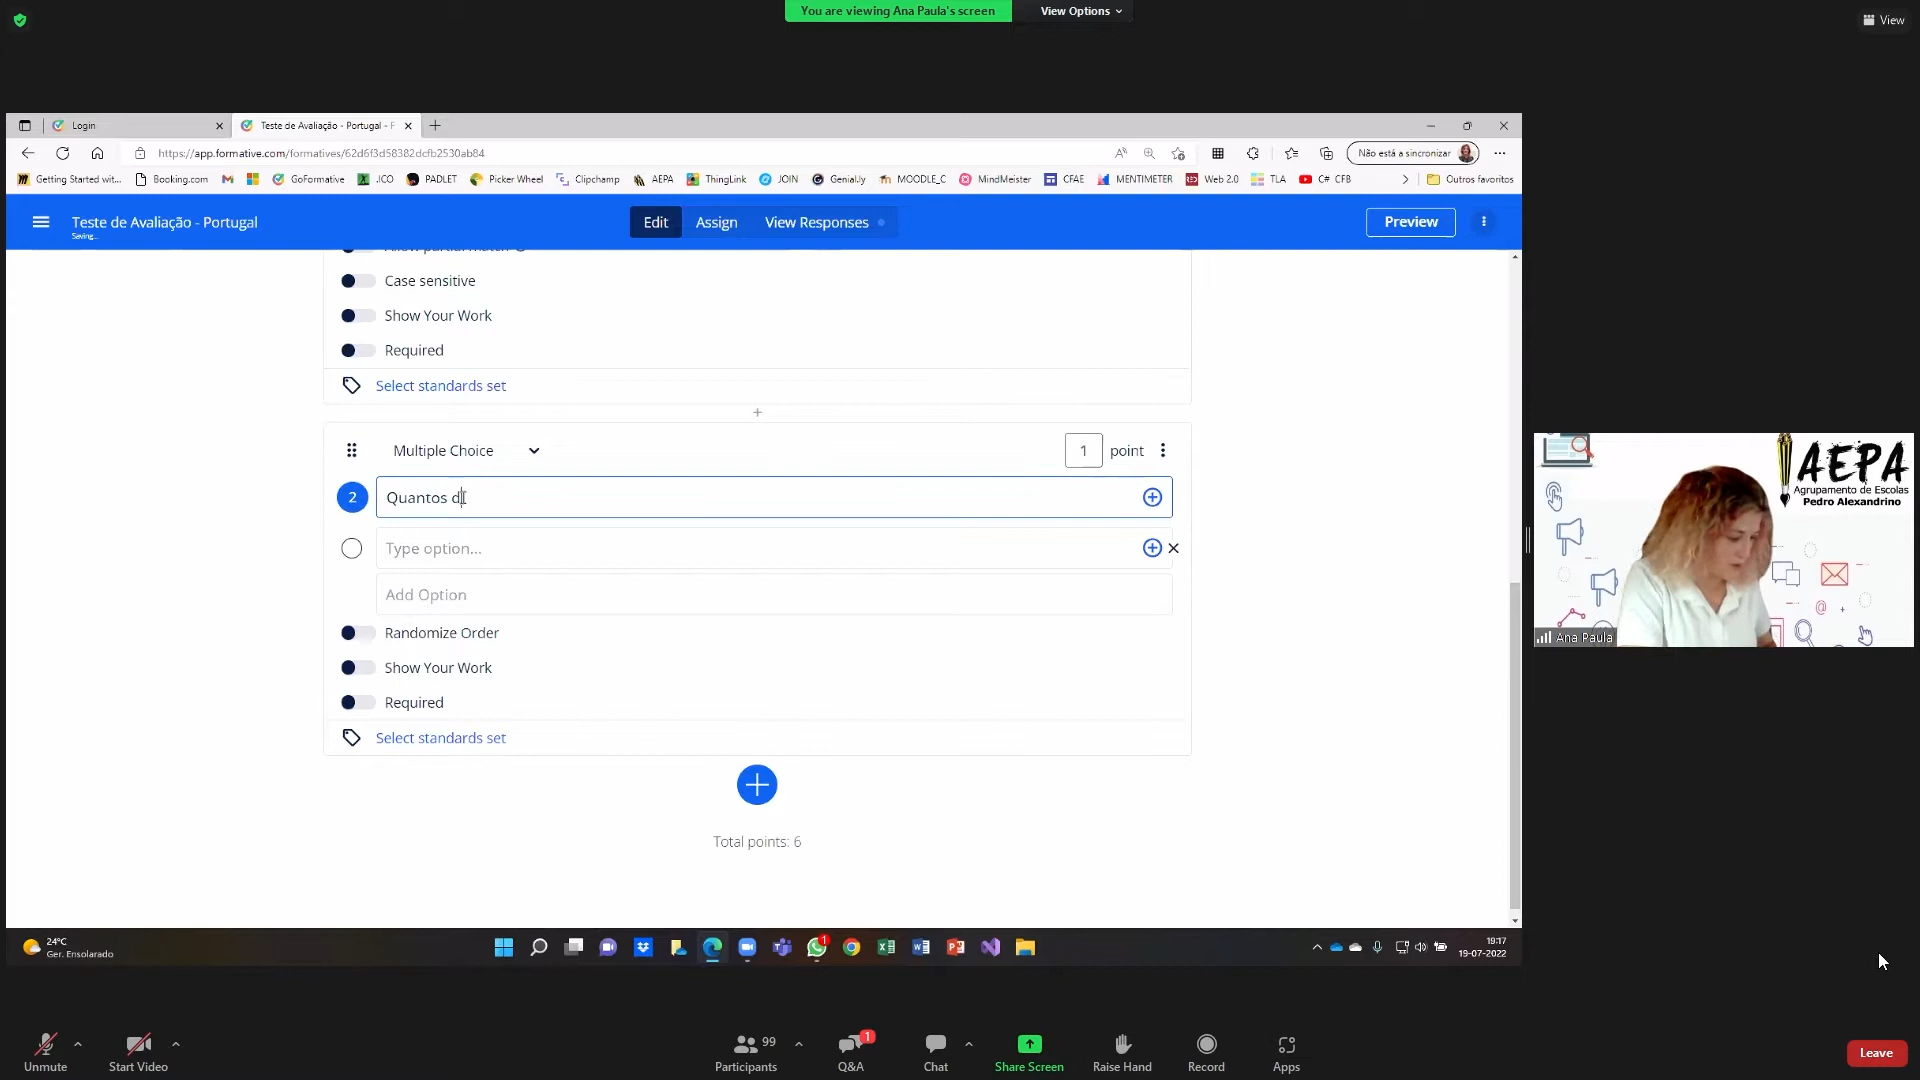 You are viewing Ana Paula's screen
View Options
View
Login
Teste de Avaliação - Portugal - F
https://app.formative.com/formatives/62d6f3d58382dcfb2530ab84
Não está a sincronizar
Getting Started wit...
Booking.com
GoFormative
JCO
PADLET
Picker Wheel
Clipchamp
AEPA
ThingLink
JOIN
Genially
MOODLE_C
MindMeister
CFAE
MENTIMETER
Web 2.0
TLA
C# CFB
Outros favoritos
Teste de Avaliação - Portugal
Saving...
Edit
Assign
View Responses
Preview
Case sensitive
Show Your Work
Required
Select standards set
Multiple Choice
1 point
2
Quantos d
Type option...
Add Option
Randomize Order
Show Your Work
Required
Select standards set
Total points: 6
AEPA
Agrupamento de Escolas
Pedro Alexandrino
Ana Paula
24°C
Ger. Ensolarado
1
19:17
19-07-2022
Unmute
Start Video
99
Participants
1
Q&A
Chat
Share Screen
Raise Hand
Record
Apps
Leave